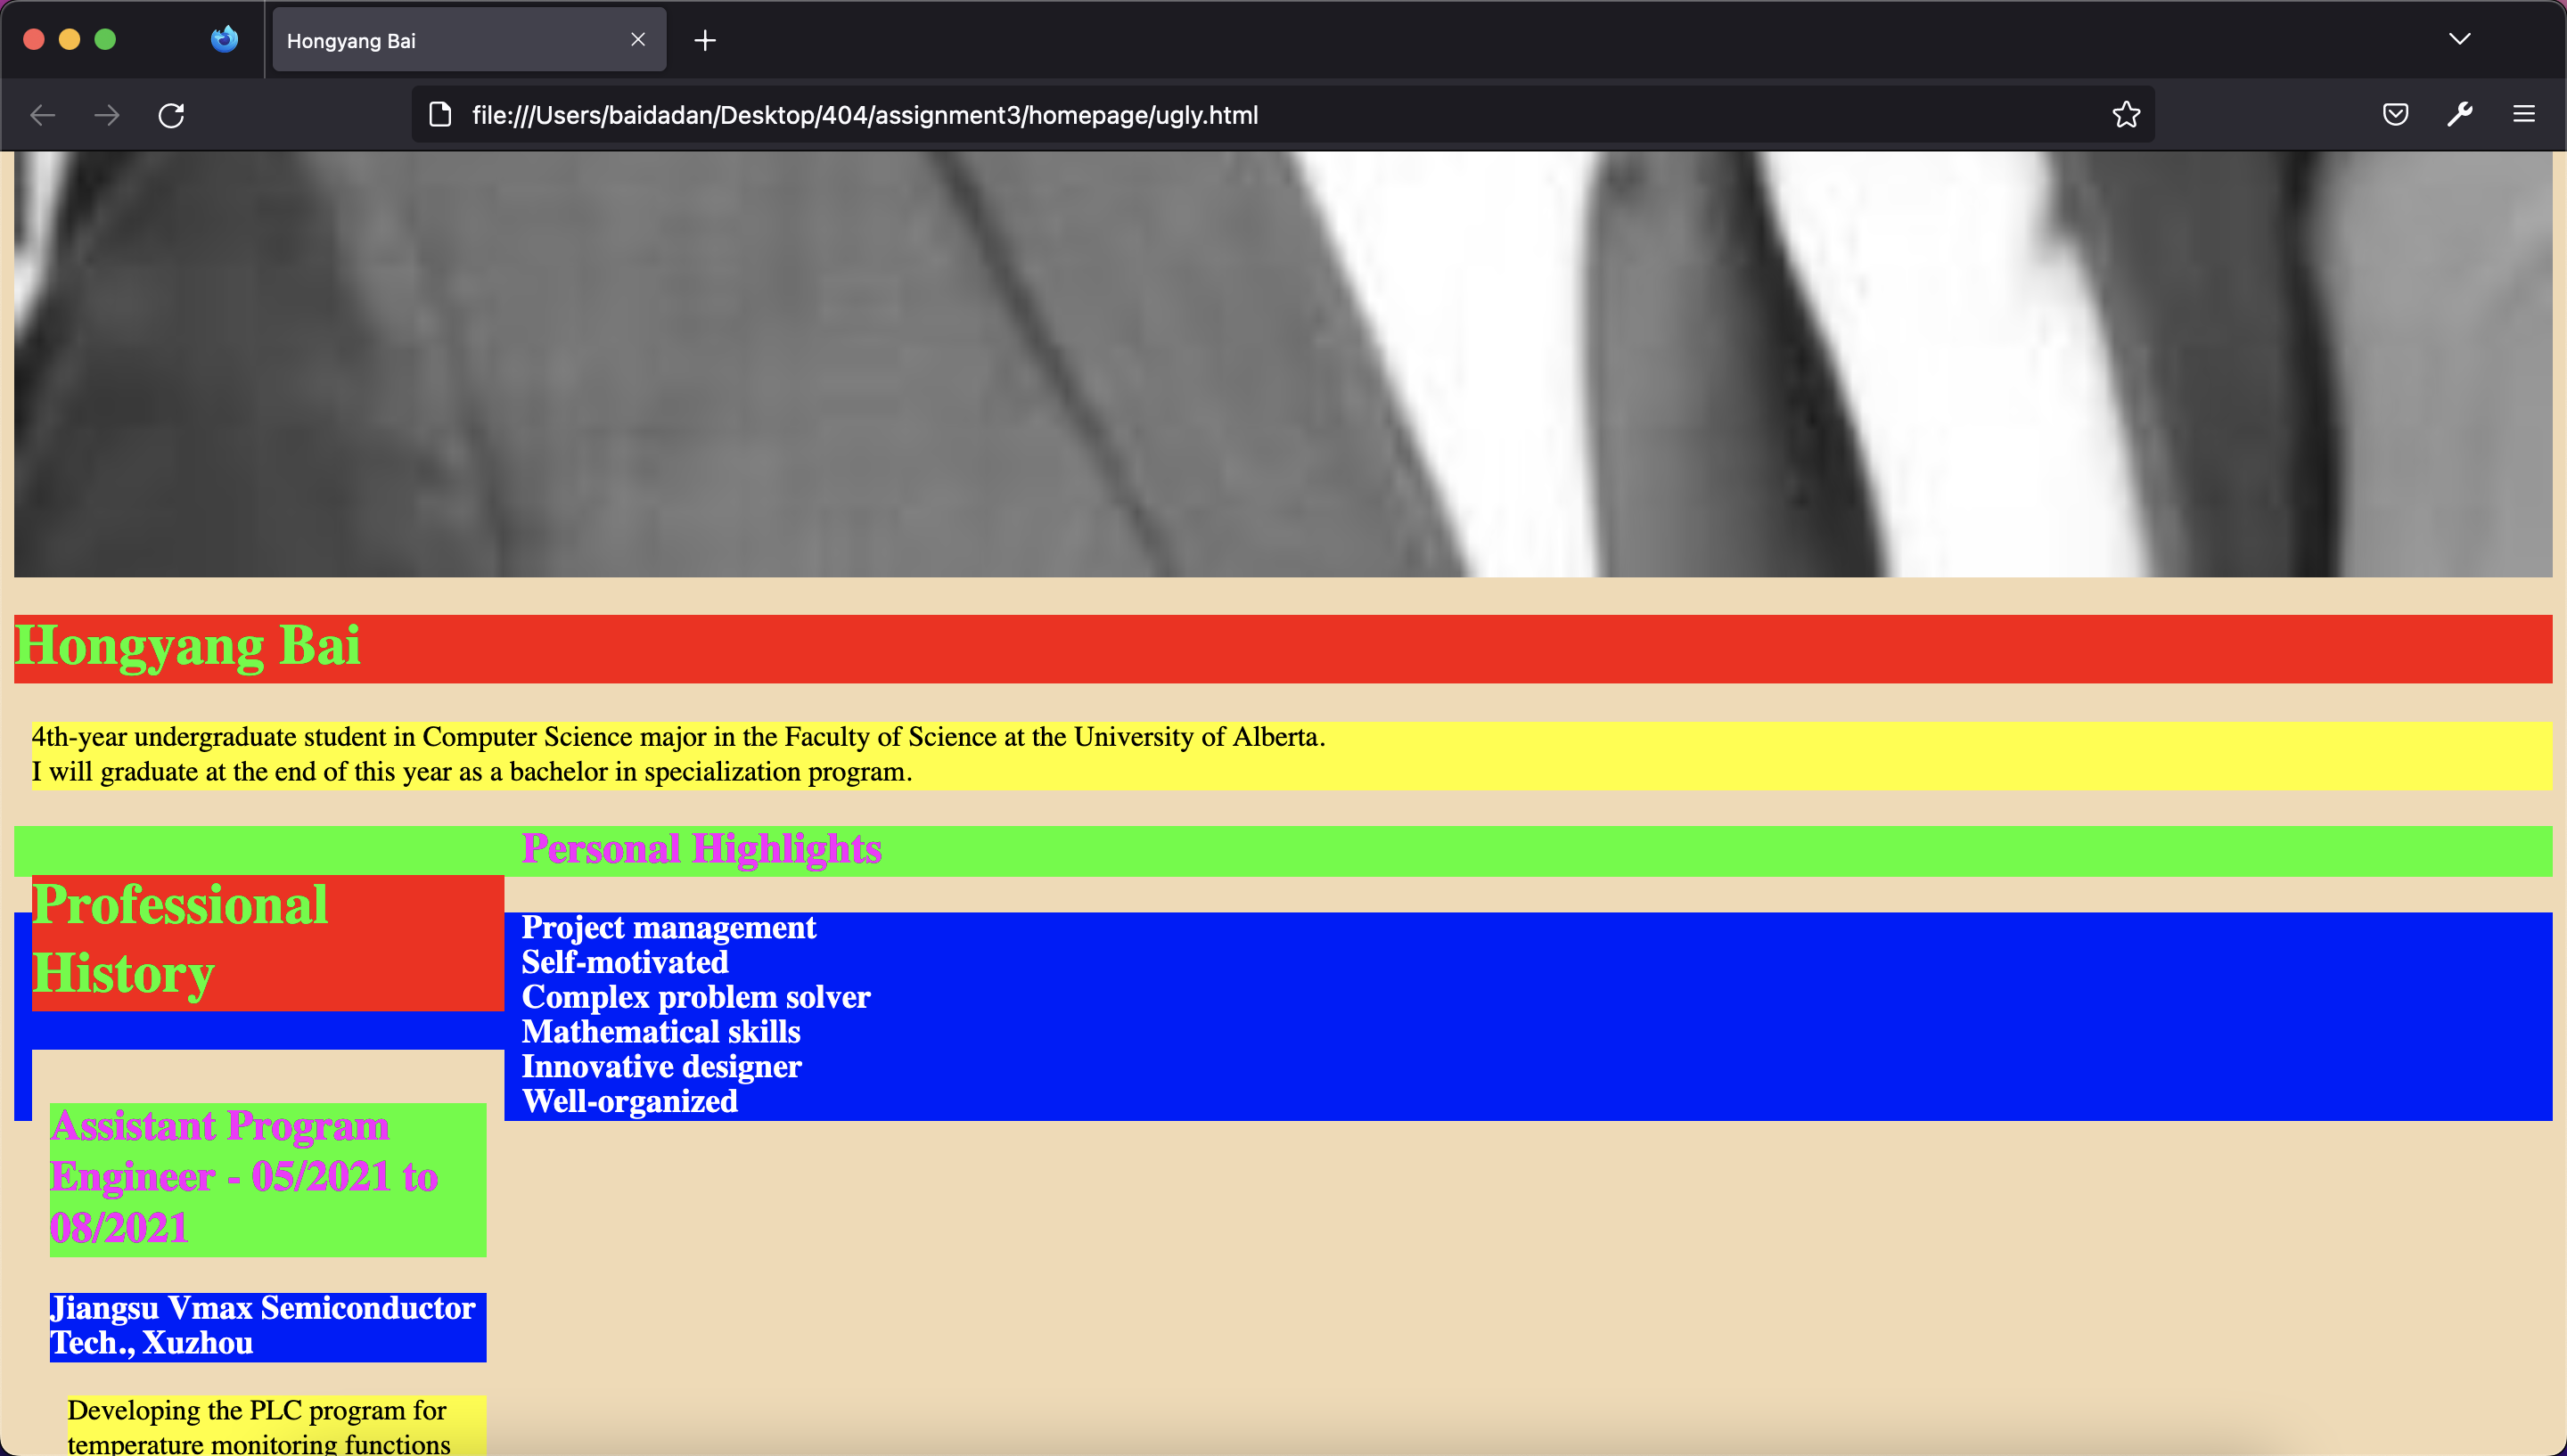 Hongyang Bai
file:///Users/baidadan/Desktop/404/assignment3/homepage/ugly.html
Hongyang Bai
4th-year undergraduate student in Computer Science major in the Faculty of Science at the University of Alberta.
I will graduate at the end of this year as a bachelor in specialization program.
Personal Highlights
Project management
Self-motivated
Complex problem solver
Mathematical skills
Innovative designer
Well-organized
Professional
History
Assistant Program
Engineer - 05/2021 to
08/2021
Jiangsu Vmax Semiconductor
Tech., Xuzhou
Developing the PLC program for
temperature monitoring functions